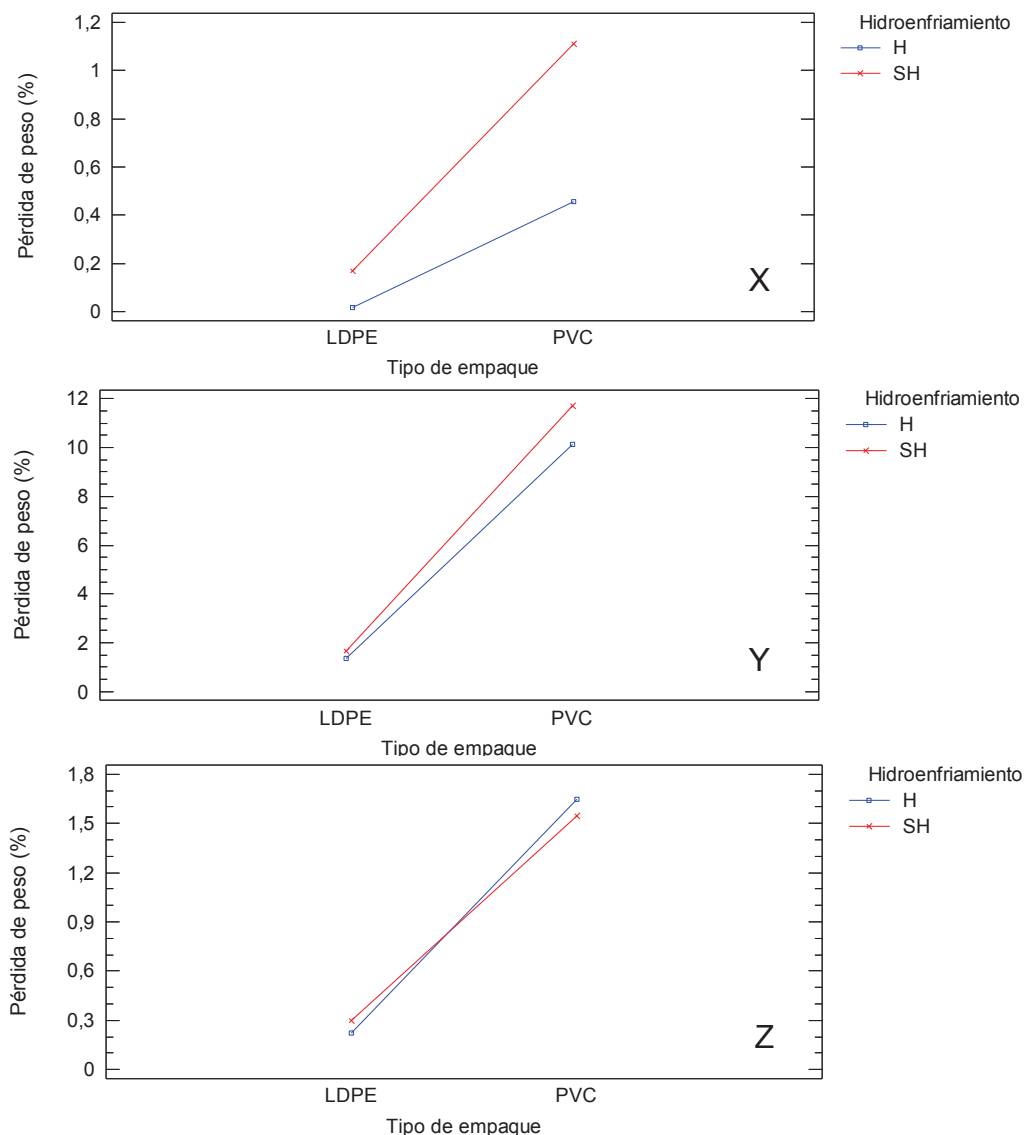 Hidroenfriamiento
H
SH
Pérdida de peso (%)
1,2
1
0,8
0,6
0,4
0,2
0
X
LDPE PVC
Tipo de empaque
Hidroenfriamiento
H
SH
Pérdida de peso (%)
12
10
8
6
4
2
0
Y
LDPE PVC
Tipo de empaque
Hidroenfriamiento
H
SH
Pérdida de peso (%)
1,8
1,5
1,2
0,9
0,6
0,3
0
Z
LDPE PVC
Tipo de empaque